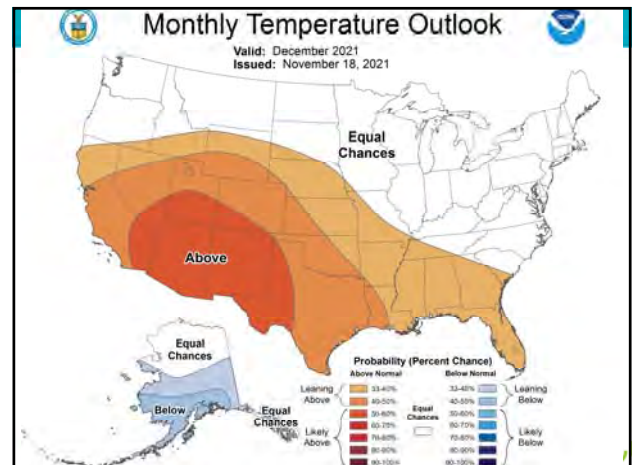 Monthly Temperature Outlook
Valid: December 2021
Issued: November 18, 2021
Equal
Chances
Above
Equal
Chances
Below
Equal
Chances
Probability (Percent Chance)
Above Normal
Below Normal
Leaning
Above
33-40%
40-50%
Likely
Above
50-60%
60-70%
70-80%
80-90%
90-100%
Equal
Chances
33-40%
40-50%
Leaning
Below
50-60%
60-70%
70-80%
80-90%
90-100%
Likely
Below